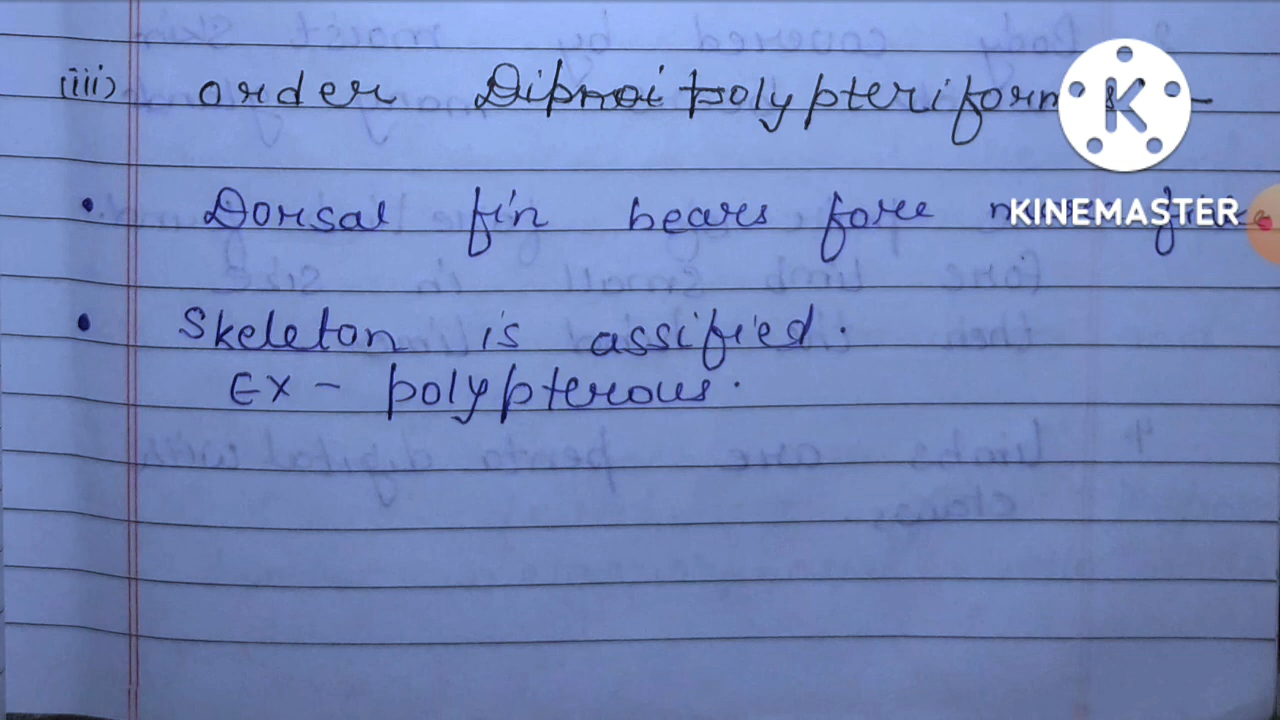 (iii) order Dipnoi polypteriform
• Dorsal fin bears fore
KINEMASTER
• Skeleton is assified.
Ex - polypterous.